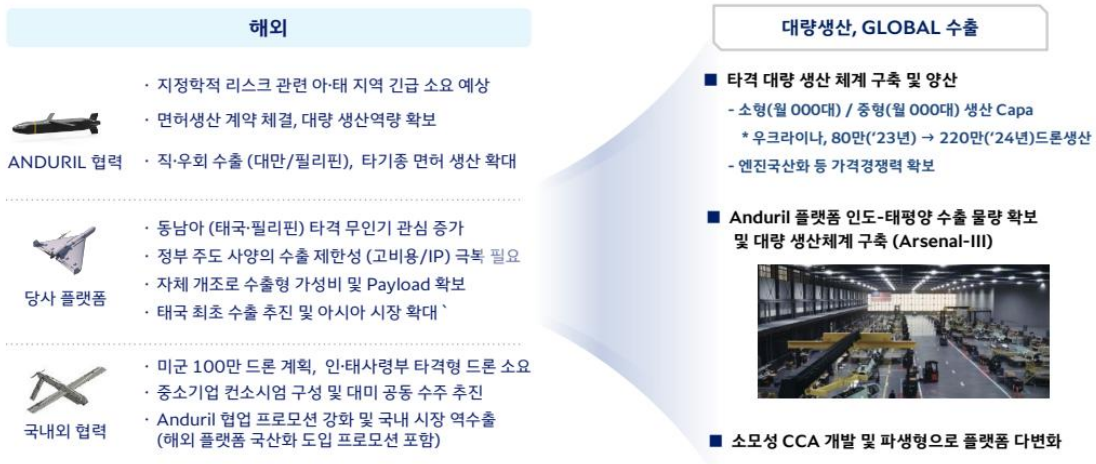 해외
ANDURIL 협력
· 지정학적 리스크 관련 아·태 지역 긴급 소요 예상
· 면허생산 계약 체결, 대량 생산역량 확보
· 직·우회 수출 (대만/필리핀), 타기종 면허 생산 확대
당사 플랫폼
· 동남아 (태국·필리핀) 타격 무인기 관심 증가
· 정부 주도 사양의 수출 제한성 (고비용/IP) 극복 필요
· 자체 개조로 수출형 가성비 및 Payload 확보
· 태국 최초 수출 추진 및 아시아 시장 확대 `
국내외 협력
· 미군 100만 드론 계획, 인·태사령부 타격형 드론 소요
· 중소기업 컨소시엄 구성 및 대미 공동 수주 추진
· Anduril 협업 프로모션 강화 및 국내 시장 역수출
(해외 플랫폼 국산화 도입 프로모션 포함)
대량생산, GLOBAL 수출
■ 타격 대량 생산 체계 구축 및 양산
- 소형(월 000대) / 중형(월 000대) 생산 Capa
* 우크라이나, 80만(‘23년) → 220만(‘24년)드론생산
- 엔진국산화 등 가격경쟁력 확보
■ Anduril 플랫폼 인도-태평양 수출 물량 확보
및 대량 생산체계 구축 (Arsenal-III)
■ 소모성 CCA 개발 및 파생형으로 플랫폼 다변화